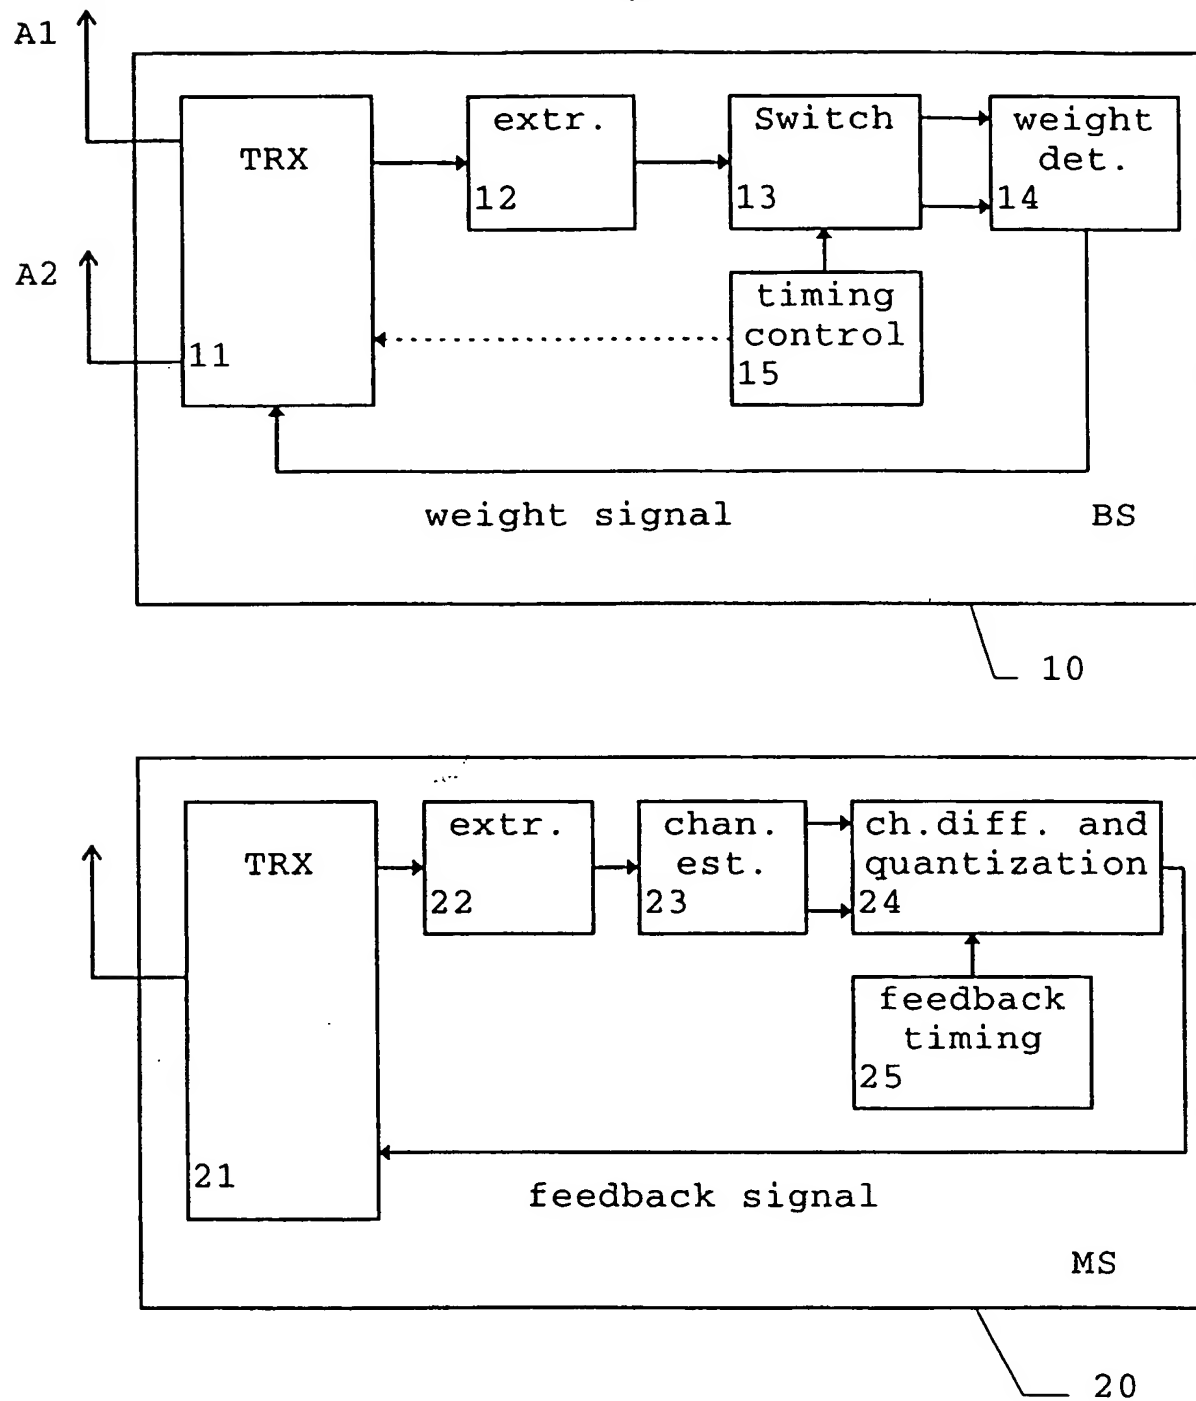 A1
TRX
11
extr.
12
Switch
13
weight
det.
14
A2
timing
control
15
weight signal
BS
10
TRX
21
extr.
22
chan.
est.
23
ch.diff. and
quantization
24
feedback
timing
25
feedback signal
MS
20